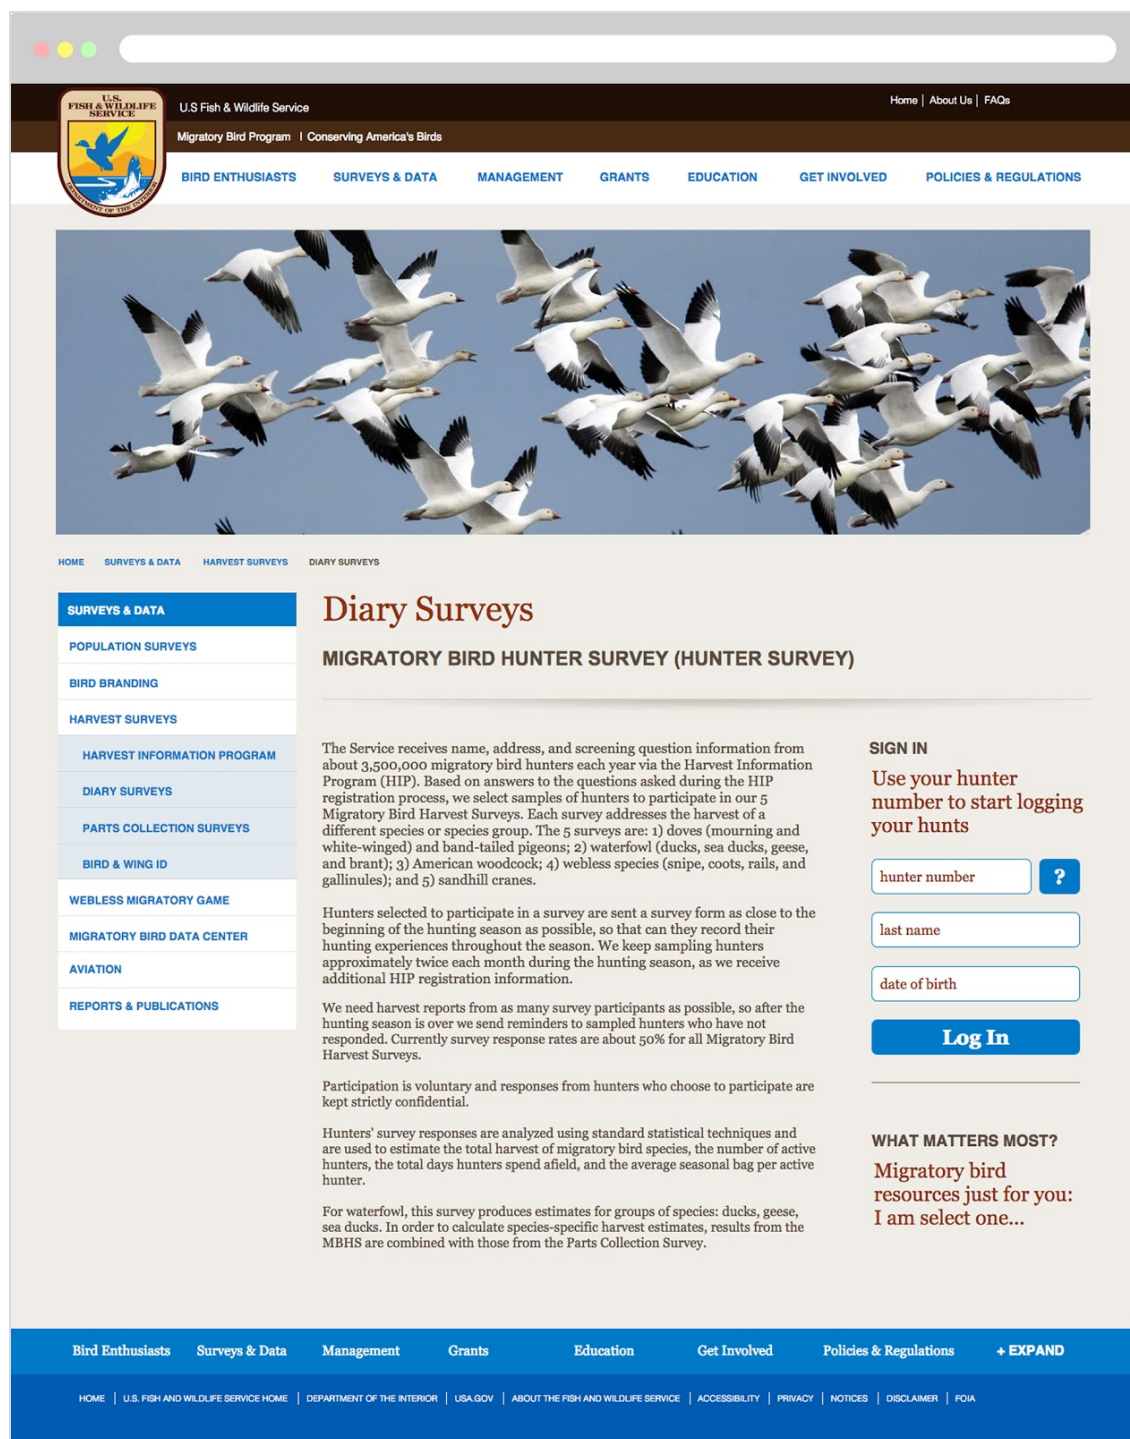 U.S.
FISH & WILDLIFE
SERVICE
DEPARTMENT OF THE INTERIOR
U.S Fish & Wildlife Service
Home | About Us | FAQs
Migratory Bird Program | Conserving America's Birds
BIRD ENTHUSIASTS SURVEYS & DATA MANAGEMENT GRANTS EDUCATION GET INVOLVED POLICIES & REGULATIONS
HOME SURVEYS & DATA HARVEST SURVEYS DIARY SURVEYS
SURVEYS & DATA
POPULATION SURVEYS
BIRD BRANDING
HARVEST SURVEYS
HARVEST INFORMATION PROGRAM
DIARY SURVEYS
PARTS COLLECTION SURVEYS
BIRD & WING ID
WEBLESS MIGRATORY GAME
MIGRATORY BIRD DATA CENTER
AVIATION
REPORTS & PUBLICATIONS
Diary Surveys
MIGRATORY BIRD HUNTER SURVEY (HUNTER SURVEY)
The Service receives name, address, and screening question information from
about 3,500,000 migratory bird hunters each year via the Harvest Information
Program (HIP). Based on answers to the questions asked during the HIP
registration process, we select samples of hunters to participate in our 5
Migratory Bird Harvest Surveys. Each survey addresses the harvest of a
different species or species group. The 5 surveys are: 1) doves (mourning and
white-winged) and band-tailed pigeons; 2) waterfowl (ducks, sea ducks, geese,
and brant); 3) American woodcock; 4) webless species (snipe, coots, rails, and
gallinules); and 5) sandhill cranes.
Hunters selected to participate in a survey are sent a survey form as close to the
beginning of the hunting season as possible, so that can they record their
hunting experiences throughout the season. We keep sampling hunters
approximately twice each month during the hunting season, as we receive
additional HIP registration information.
We need harvest reports from as many survey participants as possible, so after the
hunting season is over we send reminders to sampled hunters who have not
responded. Currently survey response rates are about 50% for all Migratory Bird
Harvest Surveys.
Participation is voluntary and responses from hunters who choose to participate are
kept strictly confidential.
Hunters' survey responses are analyzed using standard statistical techniques and
are used to estimate the total harvest of migratory bird species, the number of active
hunters, the total days hunters spend afield, and the average seasonal bag per active
hunter.
For waterfowl, this survey produces estimates for groups of species: ducks, geese,
sea ducks. In order to calculate species-specific harvest estimates, results from the
MBHS are combined with those from the Parts Collection Survey.
SIGN IN
Use your hunter
number to start logging
your hunts
hunter number ?
last name
date of birth
Log In
WHAT MATTERS MOST?
Migratory bird
resources just for you:
I am select one...
Bird Enthusiasts Surveys & Data Management Grants Education Get Involved Policies & Regulations + EXPAND
HOME | U.S. FISH AND WILDLIFE SERVICE HOME | DEPARTMENT OF THE INTERIOR | USA.GOV | ABOUT THE FISH AND WILDLIFE SERVICE | ACCESSIBILITY | PRIVACY | NOTICES | DISCLAIMER | FOIA